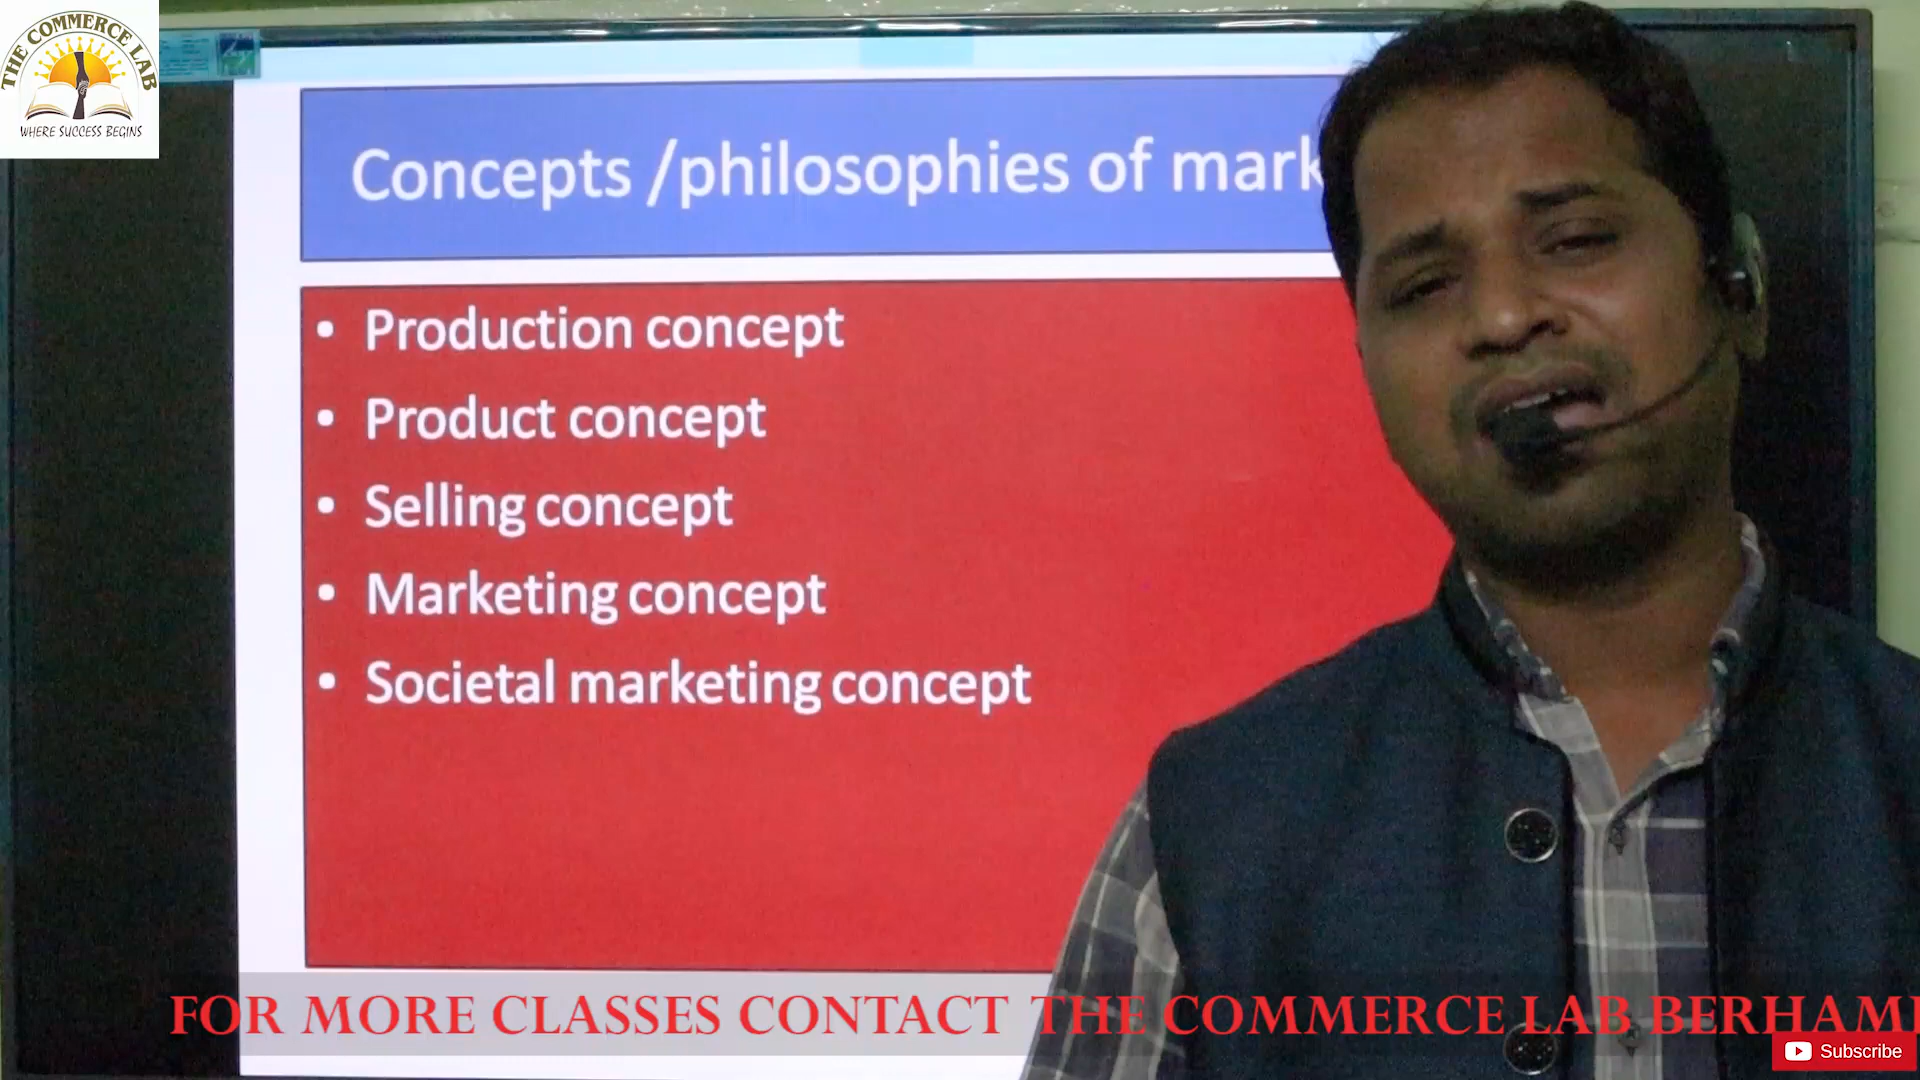 THE COMMERCE LAB
WHERE SUCCESS BEGINS
Concepts /philosophies of mark
• Production concept
• Product concept
• Selling concept
• Marketing concept
• Societal marketing concept
FOR MORE CLASSES CONTACT THE COMMERCE LAB BERHAM
Subscribe